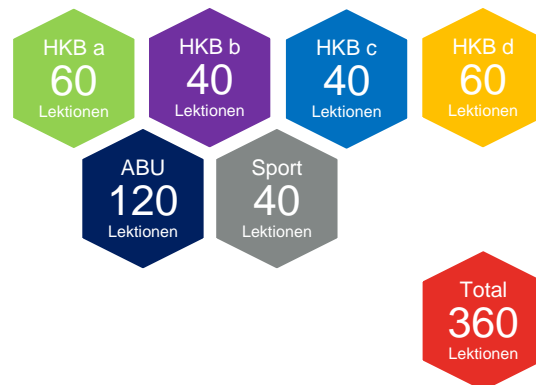 HKB a
60
Lektionen
HKB b
40
Lektionen
HKB c
40
Lektionen
HKB d
60
Lektionen
ABU
120
Lektionen
Sport
40
Lektionen
Total
360
Lektionen